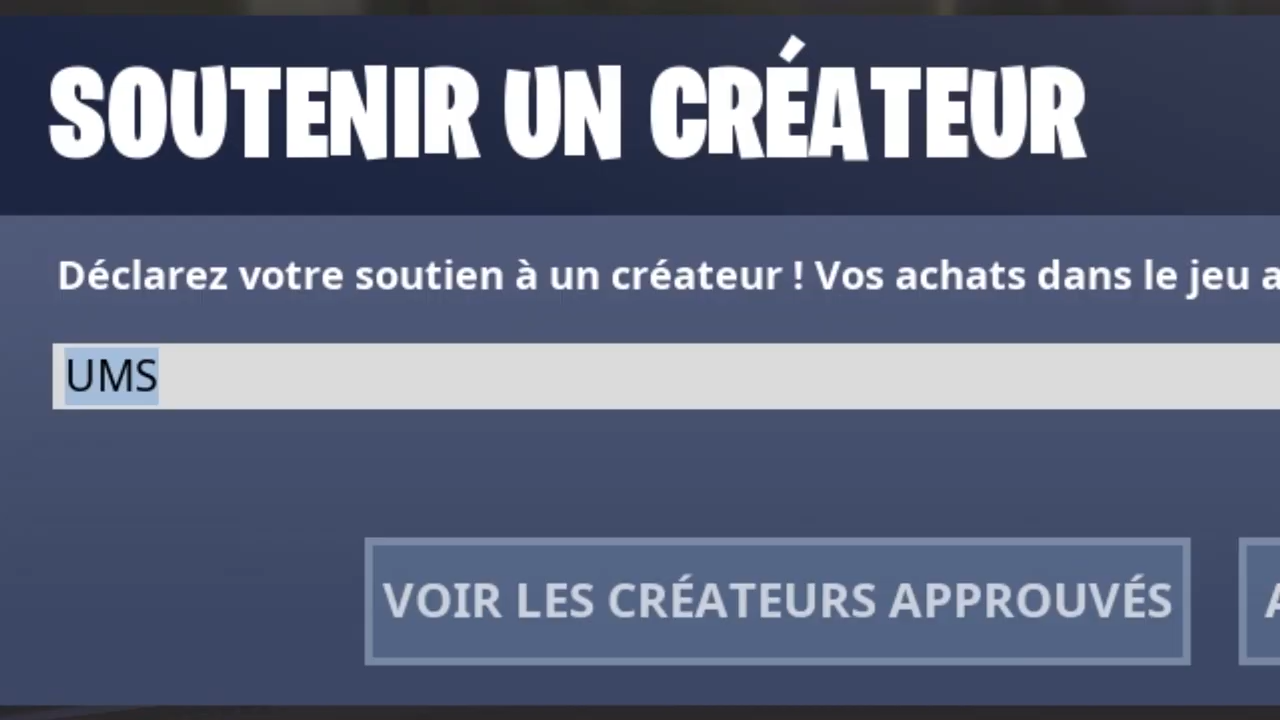 SOUTENIR UN CRÉATEUR
Déclarez votre soutien à un créateur ! Vos achats dans le jeu
UMS
VOIR LES CRÉATEURS APPROUVÉS